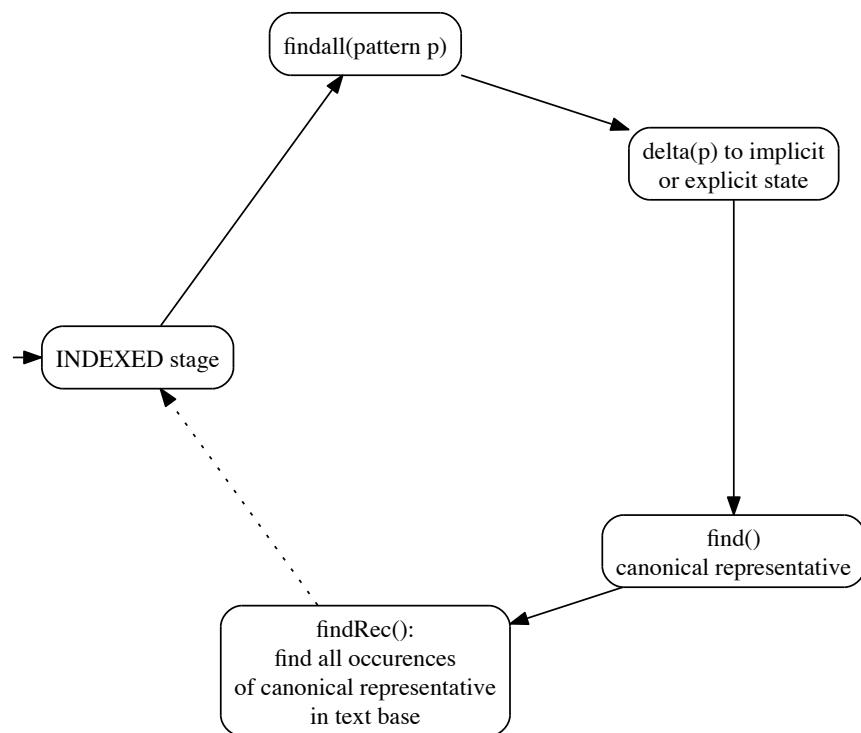 findall(pattern p)
delta(p) to implicit
or explicit state
INDEXED stage
find()
canonical representative
findRec():
find all occurences
of canonical representative
in text base